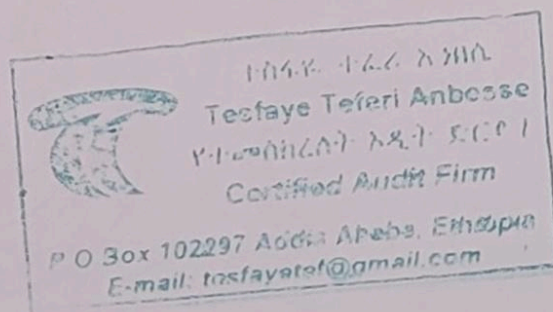 ተስፋዬ ተፈሪ አንበሴ
Tesfaye Teferi Anbesse
የተመሰከረለት ኦዲት ድርጅት
Certified Audit Firm
P O Box 102297 Addis Ababa, Ethiopia
E-mail: tesfayetef@gmail.com